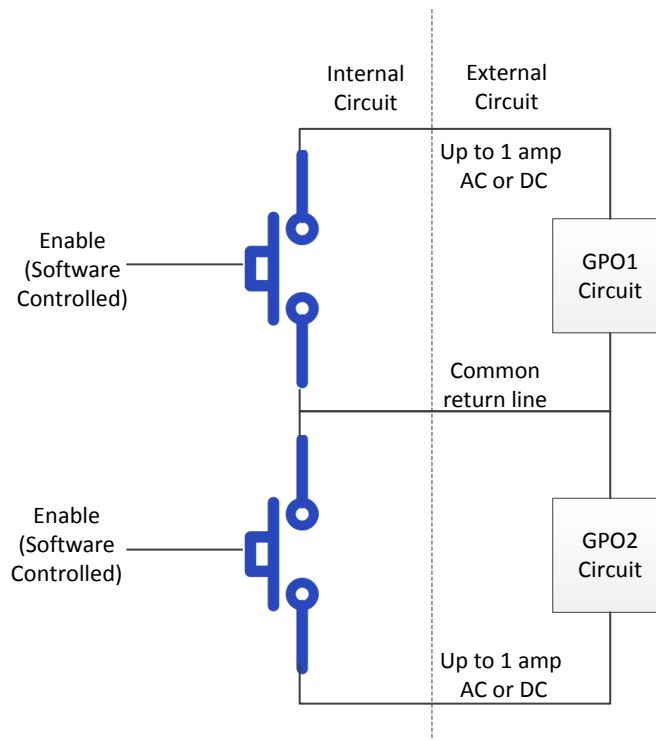 Internal
Circuit
External
Circuit
Up to 1 amp
AC or DC
Enable
(Software
Controlled)
GPO1
Circuit
Common
return line
Enable
(Software
Controlled)
GPO2
Circuit
Up to 1 amp
AC or DC